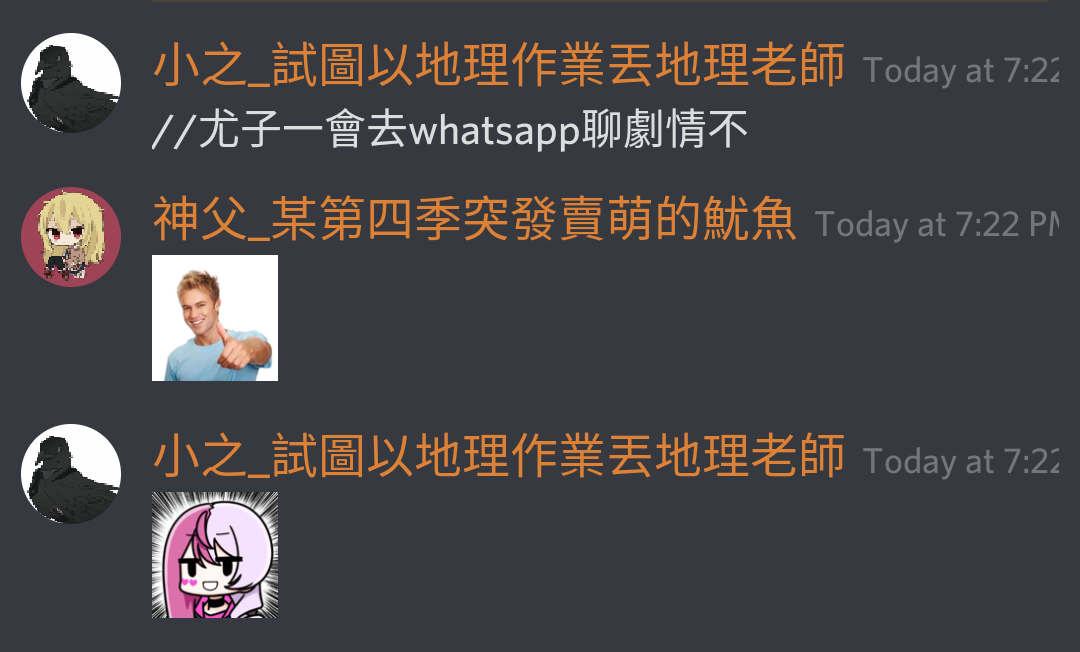 小之_試圖以地理作業丟地理老師 Today at 7:22
//尤子一會去whatsapp聊劇情不
神父_某第四季突發賣萌的魷魚 Today at 7:22 PM
小之_試圖以地理作業丟地理老師 Today at 7:22